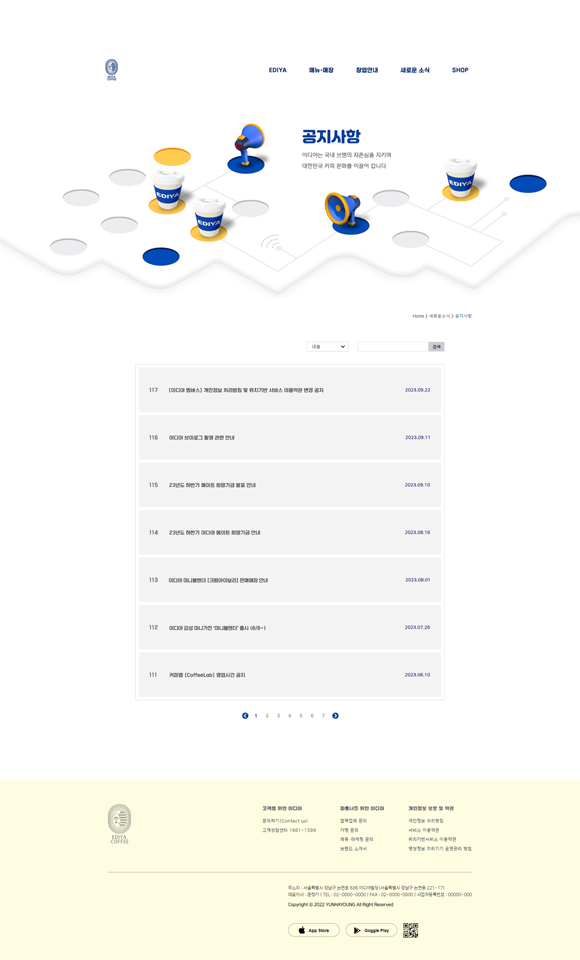 EDIYA
COFFEE
EDIYA
메뉴·매장
창업안내
새로운 소식
SHOP
공지사항
이디야는 국내 브랜의 자존심을 지키며
대한민국 커피 문화를 이끌어 갑니다
EDIYA
EDIYA
EDIYA
Home 》 새로운소식 》 공지사항
내용
검색
117 [이디야 멤버스] 개인정보 처리방침 및 위치기반 서비스 이용약관 변경 공지 2023.09.22
116 이디야 브이로그 촬영 관련 안내 2023.09.11
115 23년도 하반기 메이트 희망기금 발표 안내 2023.09.10
114 23년도 하반기 이디야 메이트 희망기금 안내 2023.08.16
113 이디야 미니블렌더 [크림아이보리] 판매매장 안내 2023.08.01
112 이디야 감성 미니가전 '미니블렌더' 출시 (8/8~) 2023.07.26
111 커피랩 [CoffeeLab] 영업시간 공지 2023.06.10
1 2 3 4 5 6 7
EDIYA
COFFEE
고객을 위한 이디야
문의하기(Contact us)
고객상담센터 1661-1399
파트너스 위한 이디야
협력업체 문의
가맹 문의
제휴·마케팅 문의
브랜드 소개서
개인정보 보호 및 약관
개인정보 처리방침
서비스 이용약관
위치기반서비스 이용약관
영상정보 처리기기 운영관리 방침
주소지 : 서울특별시 강남구 논현로 636 이디야빌딩(서울특별시 강남구 논현동 221-17)
대표이사 : 문창기 | TEL : 02-0000-0000 | FAX : 02-0000-0000 | 사업자등록번호 : 00000-000
Copyright © 2022 YUNHAYOUNG All Right Reserved
App Store
Goggle Play